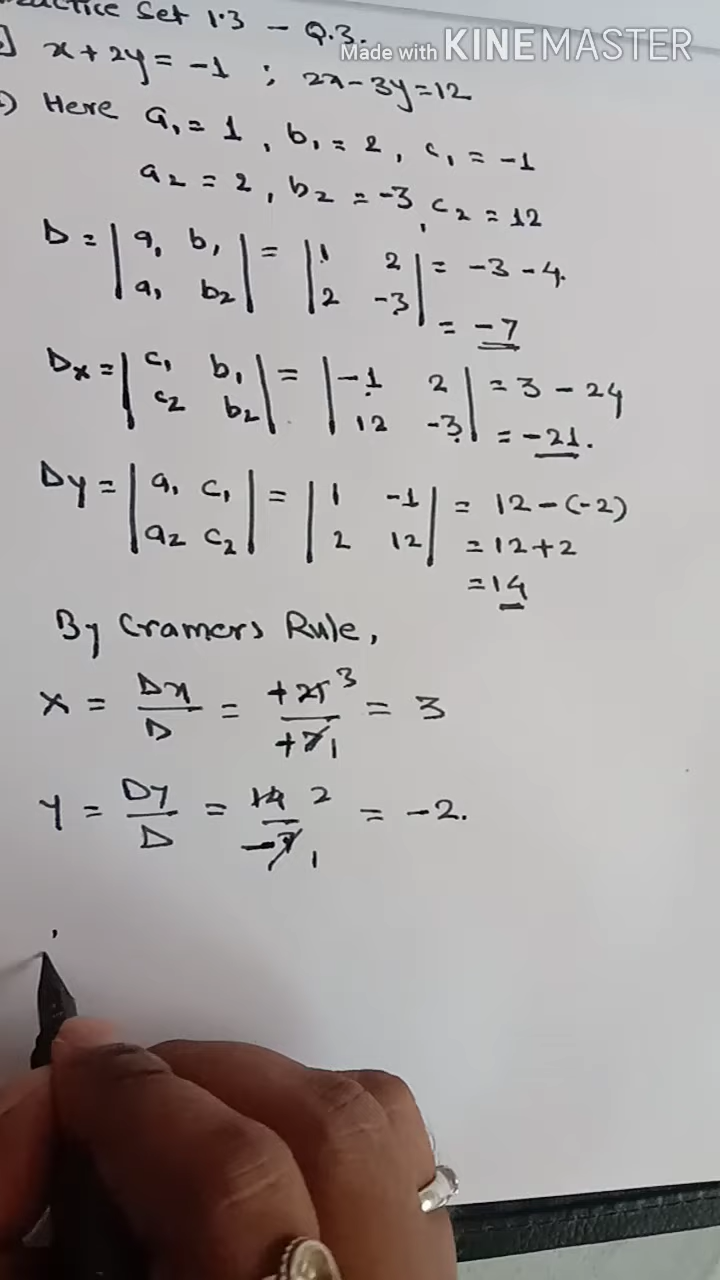 Practice Set 1.3 - Q.3.
Made with KINEMASTER
] x + 2y = -1 ; 2x - 3y = 12
) Here a₁ = 1 , b₁ = 2 , c₁ = -1
a₂ = 2 , b₂ = -3 , c₂ = 12
D = | a₁ b₁ | = | 1 2 | = -3 - 4.
| a₁ b₂ | | 2 -3 |
= -7
Dx = | c₁ b₁ | = | -1 2 | = 3 - 24
| c₂ b₂ | | 12 -3 | = -21.
Dy = | a₁ c₁ | = | 1 -1 | = 12 - (-2)
| a₂ c₂ | | 2 12 | = 12 + 2
= 14
By Cramers Rule,
x = Dx/D = +21 3/+7 1 = 3
y = Dy/D = 14 2/-7 1 = -2.